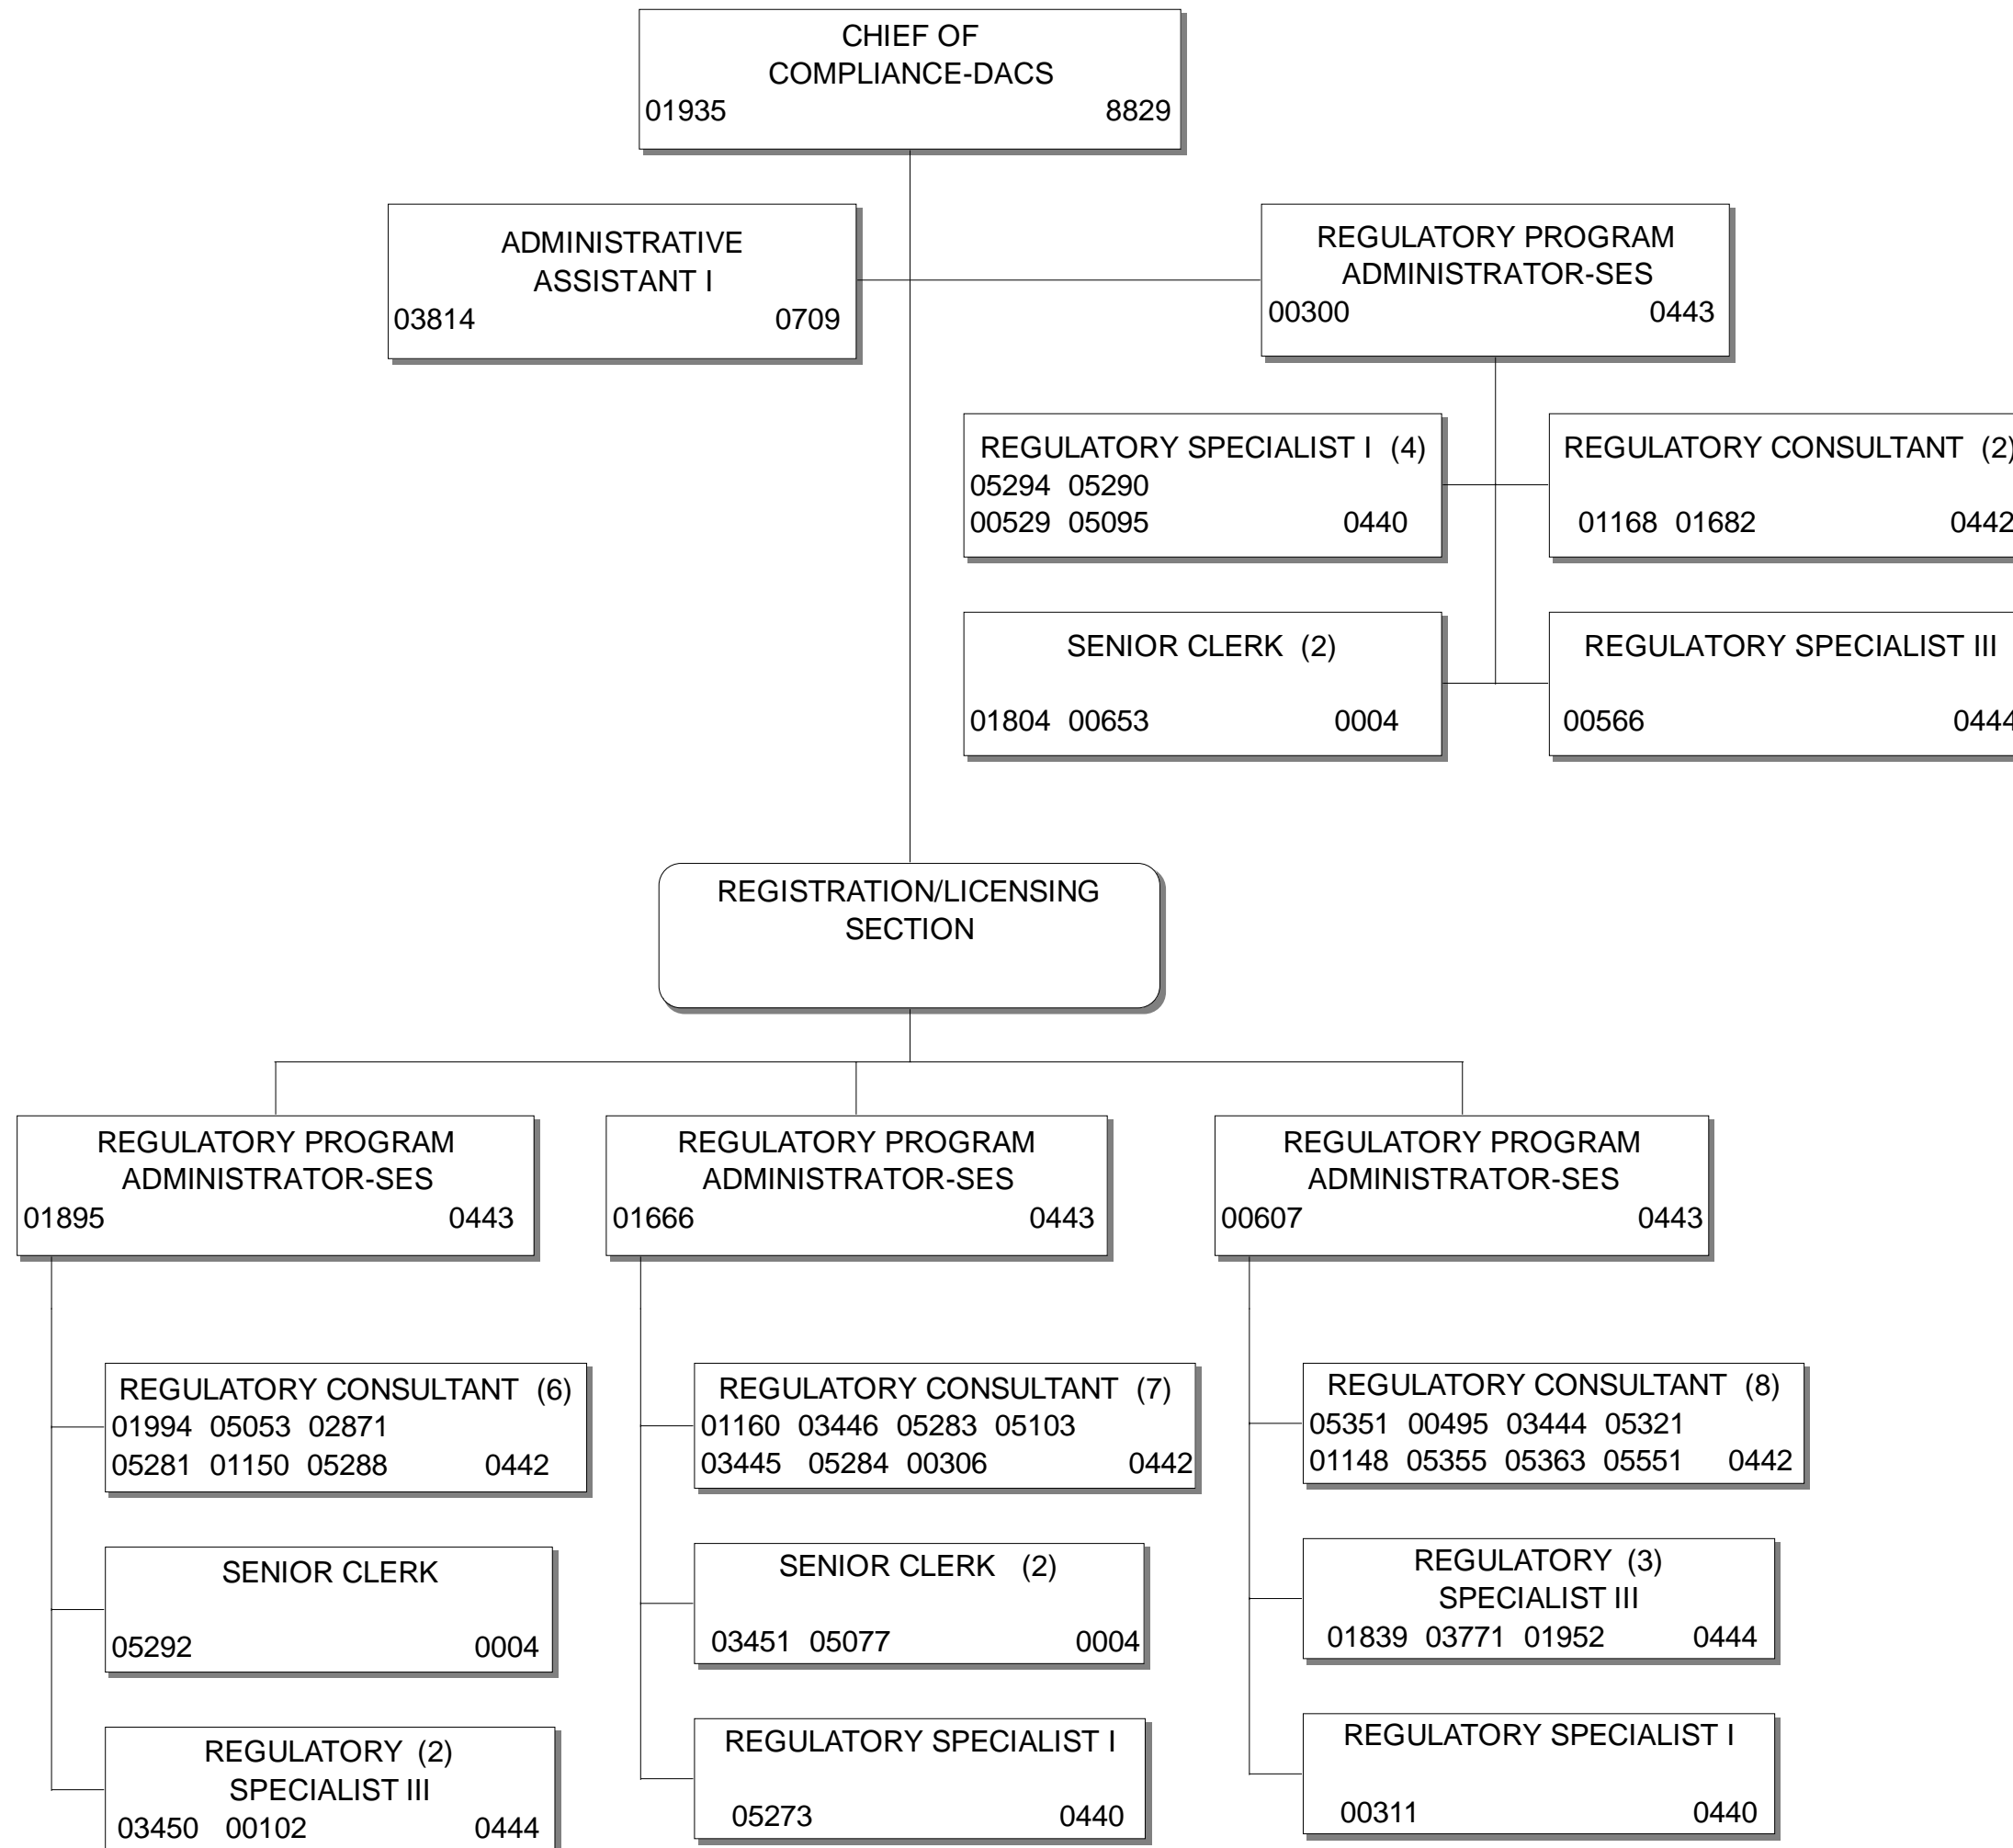 CHIEF OF
COMPLIANCE-DACS
01935 8829
ADMINISTRATIVE
ASSISTANT I
03814 0709
REGULATORY PROGRAM
ADMINISTRATOR-SES
00300 0443
REGULATORY SPECIALIST I (4)
05294 05290
00529 05095 0440
REGULATORY CONSULTANT (2)
01168 01682 0442
SENIOR CLERK (2)
01804 00653 0004
REGULATORY SPECIALIST III
00566 0444
REGISTRATION/LICENSING
SECTION
REGULATORY PROGRAM
ADMINISTRATOR-SES
01895 0443
REGULATORY PROGRAM
ADMINISTRATOR-SES
01666 0443
REGULATORY PROGRAM
ADMINISTRATOR-SES
00607 0443
REGULATORY CONSULTANT (6)
01994 05053 02871
05281 01150 05288 0442
SENIOR CLERK
05292 0004
REGULATORY (2)
SPECIALIST III
03450 00102 0444
REGULATORY CONSULTANT (7)
01160 03446 05283 05103
03445 05284 00306 0442
SENIOR CLERK (2)
03451 05077 0004
REGULATORY SPECIALIST I
05273 0440
REGULATORY CONSULTANT (8)
05351 00495 03444 05321
01148 05355 05363 05551 0442
REGULATORY (3)
SPECIALIST III
01839 03771 01952 0444
REGULATORY SPECIALIST I
00311 0440